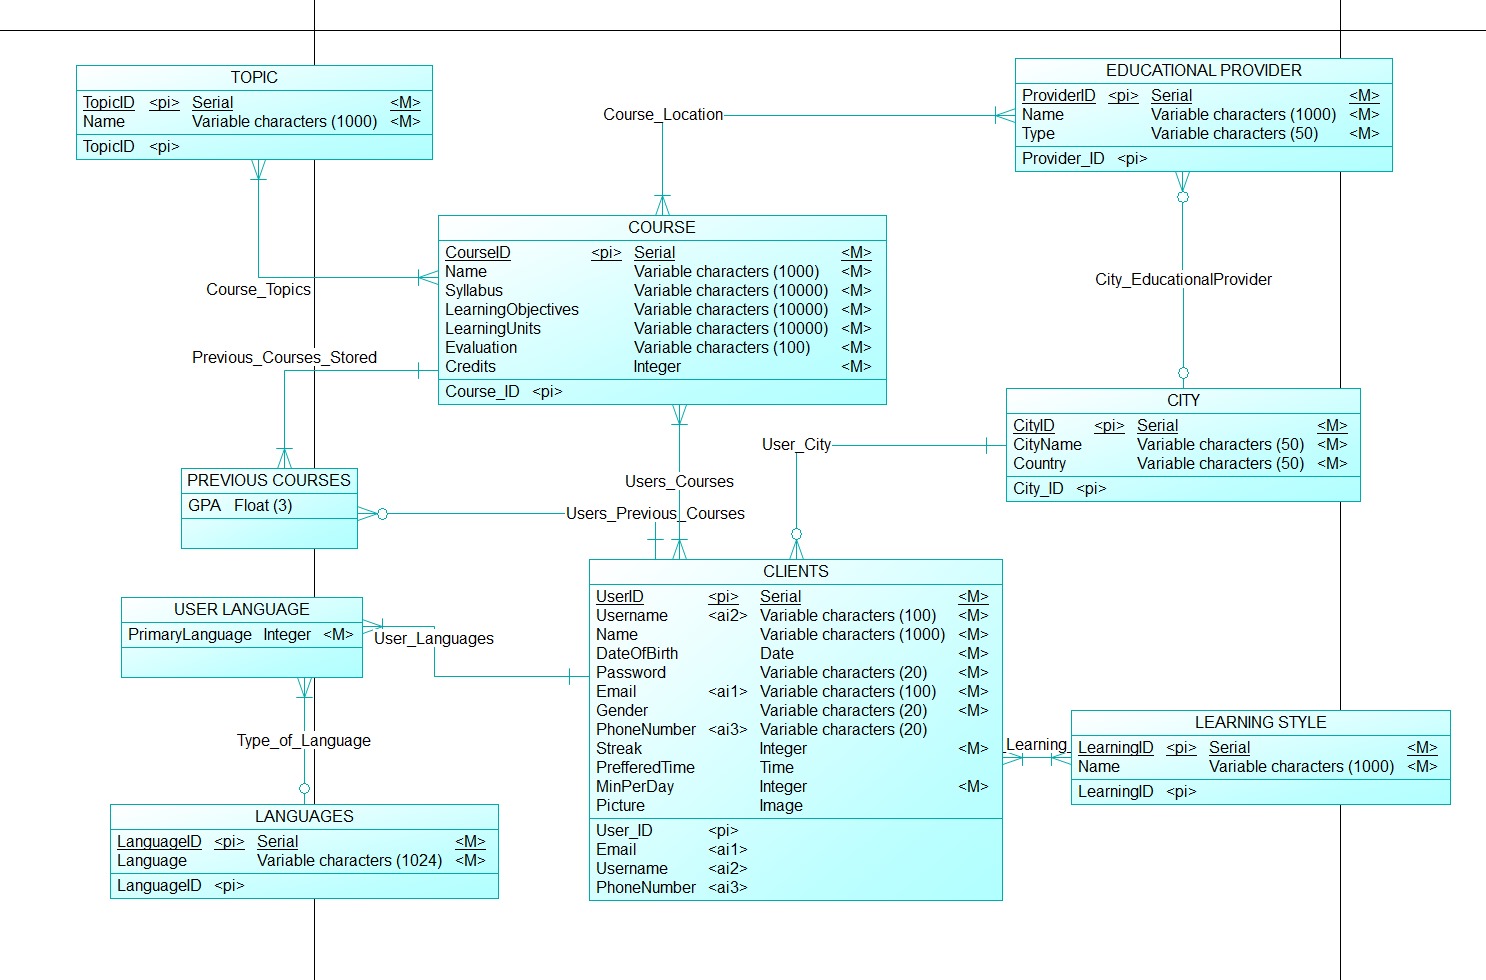 TOPIC
TopicID <pi> Serial <M>
Name Variable characters (1000) <M>
TopicID <pi>
EDUCATIONAL PROVIDER
ProviderID <pi> Serial <M>
Name Variable characters (1000) <M>
Type Variable characters (50) <M>
Provider_ID <pi>
Course_Location
COURSE
CourseID <pi> Serial <M>
Name Variable characters (1000) <M>
Syllabus Variable characters (10000) <M>
LearningObjectives Variable characters (10000) <M>
LearningUnits Variable characters (10000) <M>
Evaluation Variable characters (100) <M>
Credits Integer <M>
Course_ID <pi>
Course_Topics
City_EducationalProvider
Previous_Courses_Stored
CITY
CityID <pi> Serial <M>
CityName Variable characters (50) <M>
Country Variable characters (50) <M>
City_ID <pi>
User_City
PREVIOUS COURSES
GPA Float (3)
Users_Courses
Users_Previous_Courses
CLIENTS
UserID <pi> Serial <M>
Username <ai2> Variable characters (100) <M>
Name Variable characters (1000) <M>
DateOfBirth Date <M>
Password Variable characters (20) <M>
Email <ai1> Variable characters (100) <M>
Gender Variable characters (20) <M>
PhoneNumber <ai3> Variable characters (20)
Streak Integer <M>
PrefferedTime Time
MinPerDay Integer <M>
Picture Image
User_ID <pi>
Email <ai1>
Username <ai2>
PhoneNumber <ai3>
USER LANGUAGE
PrimaryLanguage Integer <M>
User_Languages
Type_of_Language
LANGUAGES
LanguageID <pi> Serial <M>
Language Variable characters (1024) <M>
LanguageID <pi>
_Learning_
LEARNING STYLE
LearningID <pi> Serial <M>
Name Variable characters (1000) <M>
LearningID <pi>